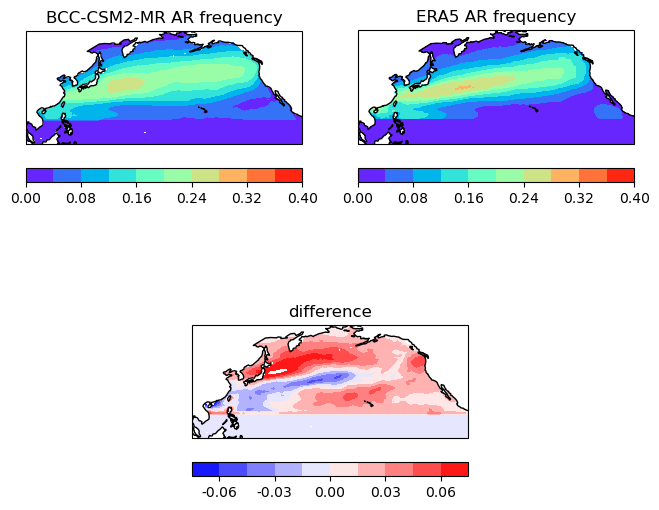 BCC-CSM2-MR AR frequency
ERA5 AR frequency
0.00 0.08 0.16 0.24 0.32 0.40
0.00 0.08 0.16 0.24 0.32 0.40
difference
-0.06 -0.03 0.00 0.03 0.06